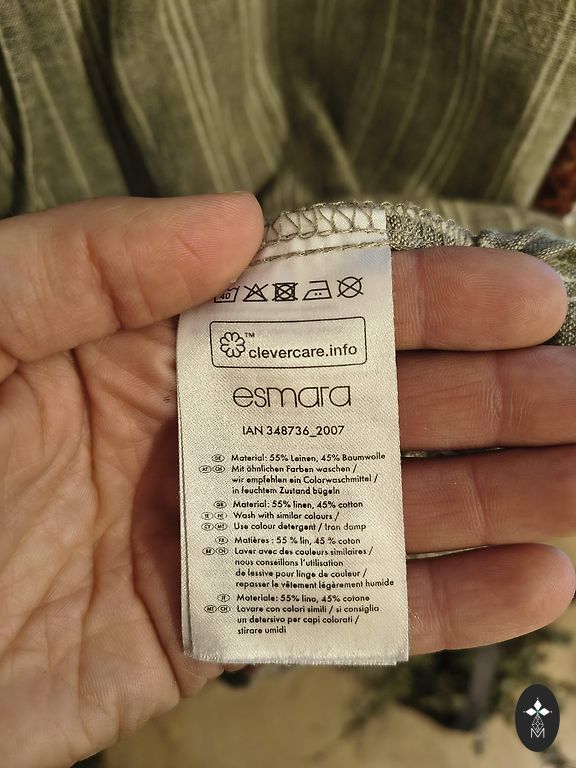 40
™
clevercare.info
esmara
IAN 348736_2007
DE Material: 55% Leinen, 45% Baumwolle
AT CH Mit ähnlichen Farben waschen /
wir empfehlen ein Colorwaschmittel /
in feuchtem Zustand bügeln
GB Material: 55% linen, 45% cotton
IE NI Wash with similar colours /
CY MT Use colour detergent / Iron damp
FR Matières : 55 % lin, 45 % coton
BE CH Laver avec des couleurs similaires /
nous conseillons l'utilisation
de lessive pour linge de couleur /
repasser le vêtement légèrement humide
IT Materiale: 55% lino, 45% cotone
MT CH Lavare con colori simili / si consiglia
un detersivo per capi colorati /
stirare umidi
M